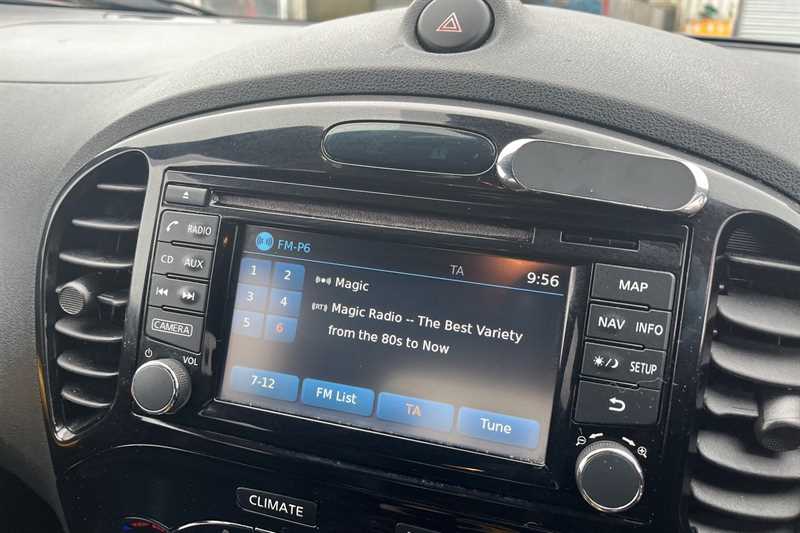 FM-P6
TA
9:56
1 2
3 4
5 6
Magic
RT
Magic Radio -- The Best Variety
from the 80s to Now
7-12
FM List
TA
Tune
RADIO
CD AUX
CAMERA
VOL
MAP
NAV INFO
SETUP
CLIMATE